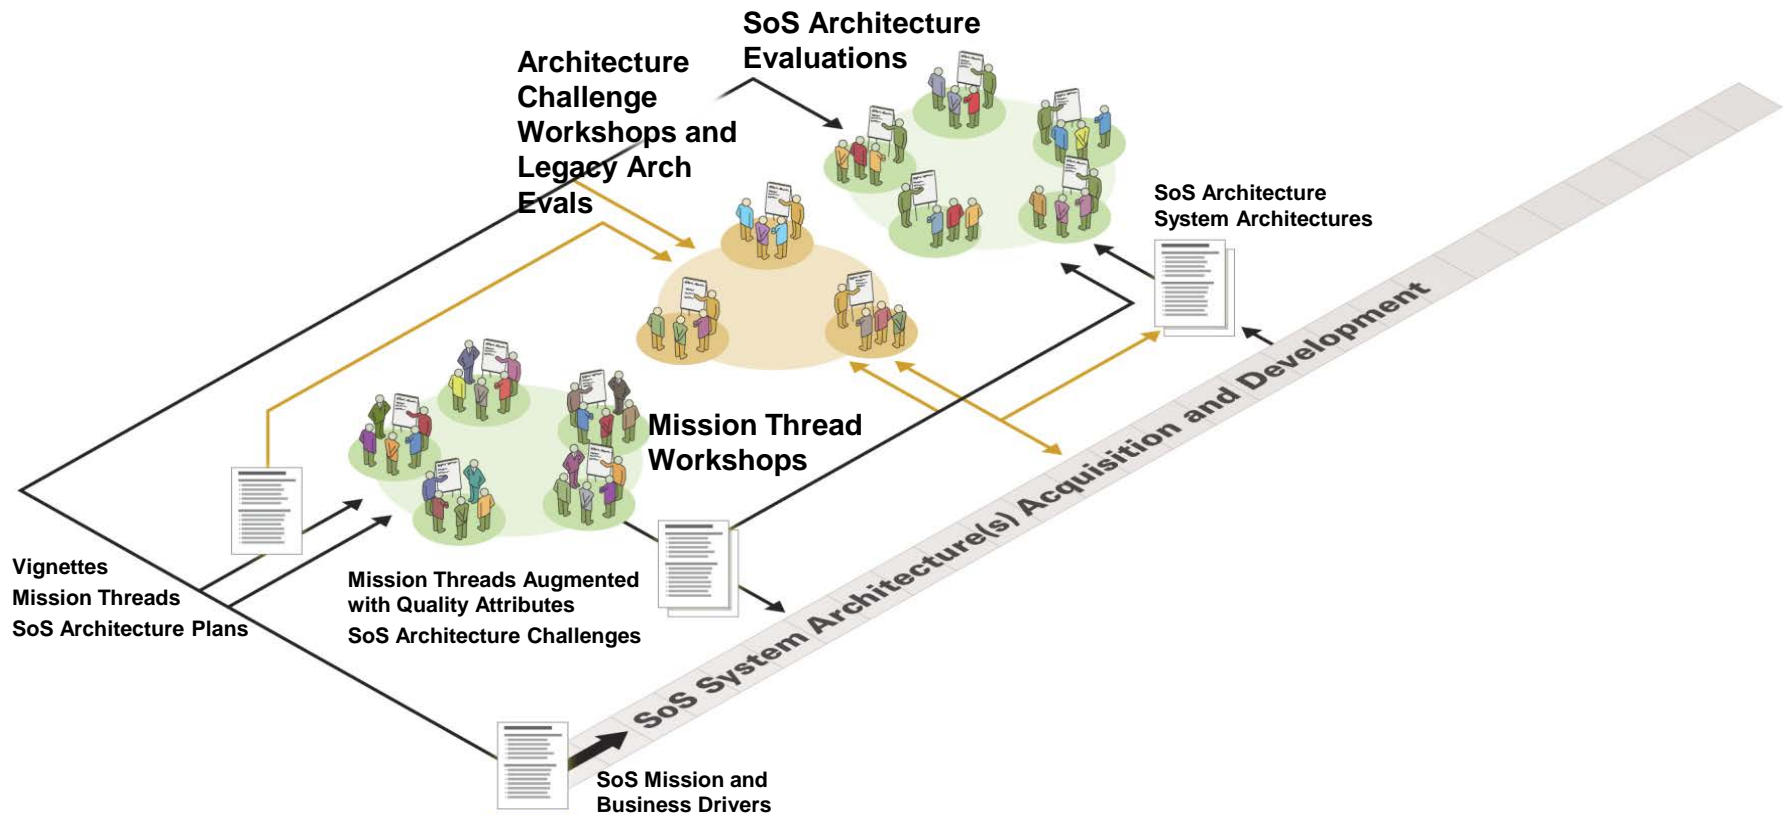 SoS Architecture
Evaluations
Architecture
Challenge
Workshops and
Legacy Arch
Evals
SoS Architecture
System Architectures
Mission Thread
Workshops
Vignettes
Mission Threads
SoS Architecture Plans
Mission Threads Augmented
with Quality Attributes
SoS Architecture Challenges
SoS System Architecture(s) Acquisition and Development
SoS Mission and
Business Drivers